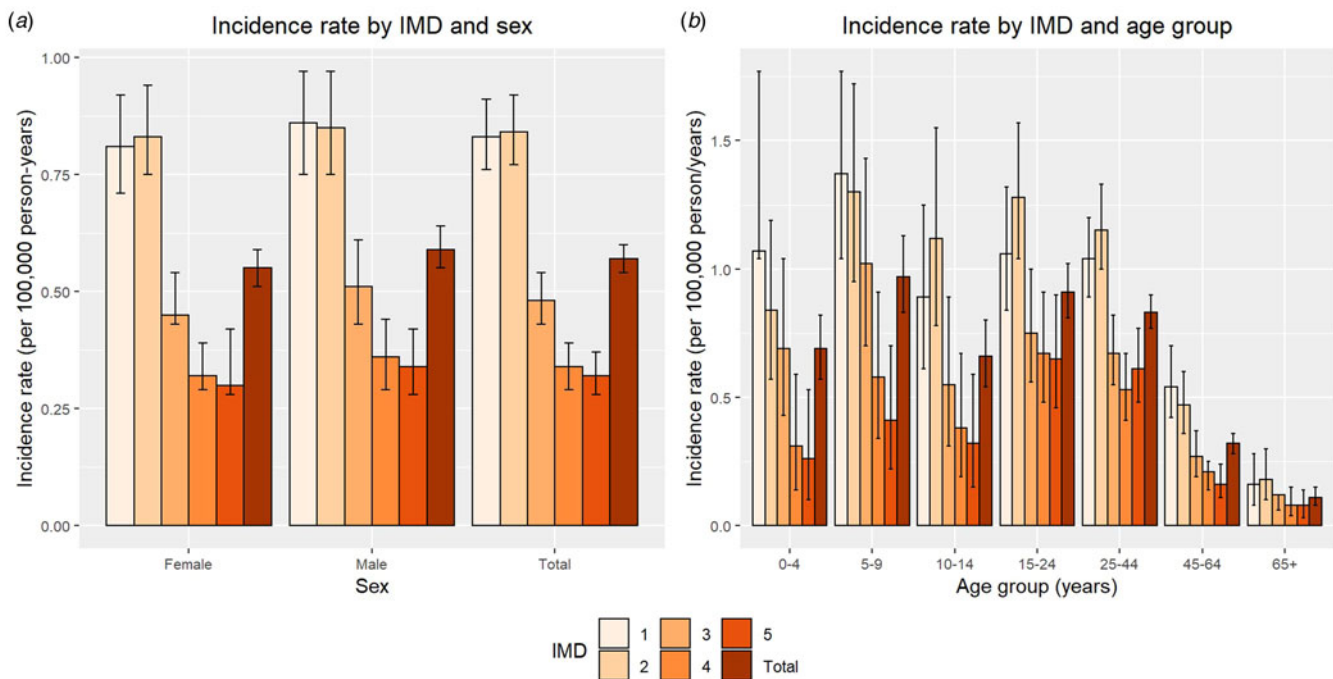 (a)
Incidence rate by IMD and sex
Incidence rate (per 100,000 person-years)
1.00
0.75
0.50
0.25
0.00
Female Male Total
Sex
(b)
Incidence rate by IMD and age group
Incidence rate (per 100,000 person/years)
1.5
1.0
0.5
0.0
0-4 5-9 10-14 15-24 25-44 45-64 65+
Age group (years)
IMD
1 3 5
2 4 Total